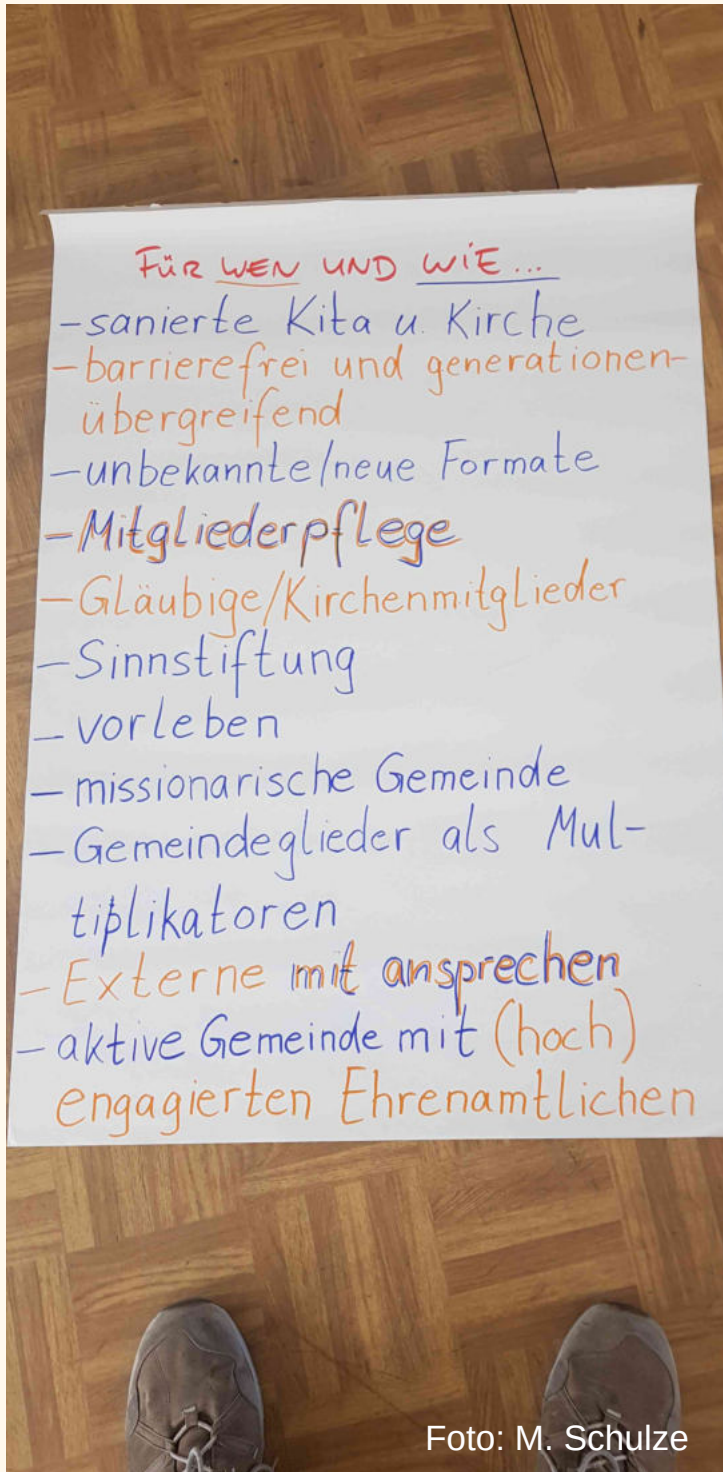 FÜR WEN UND WIE...
-sanierte Kita u. Kirche
-barrierefrei und generationen-
übergreifend
-unbekannte/neue Formate
-Mitgliederpflege
-Gläubige/Kirchenmitglieder
-Sinnstiftung
-vorleben
-missionarische Gemeinde
-Gemeindeglieder als Mul-
tiplikatoren
-Externe mit ansprechen
-aktive Gemeinde mit (hoch)
engagierten Ehrenamtlichen
Foto: M. Schulze